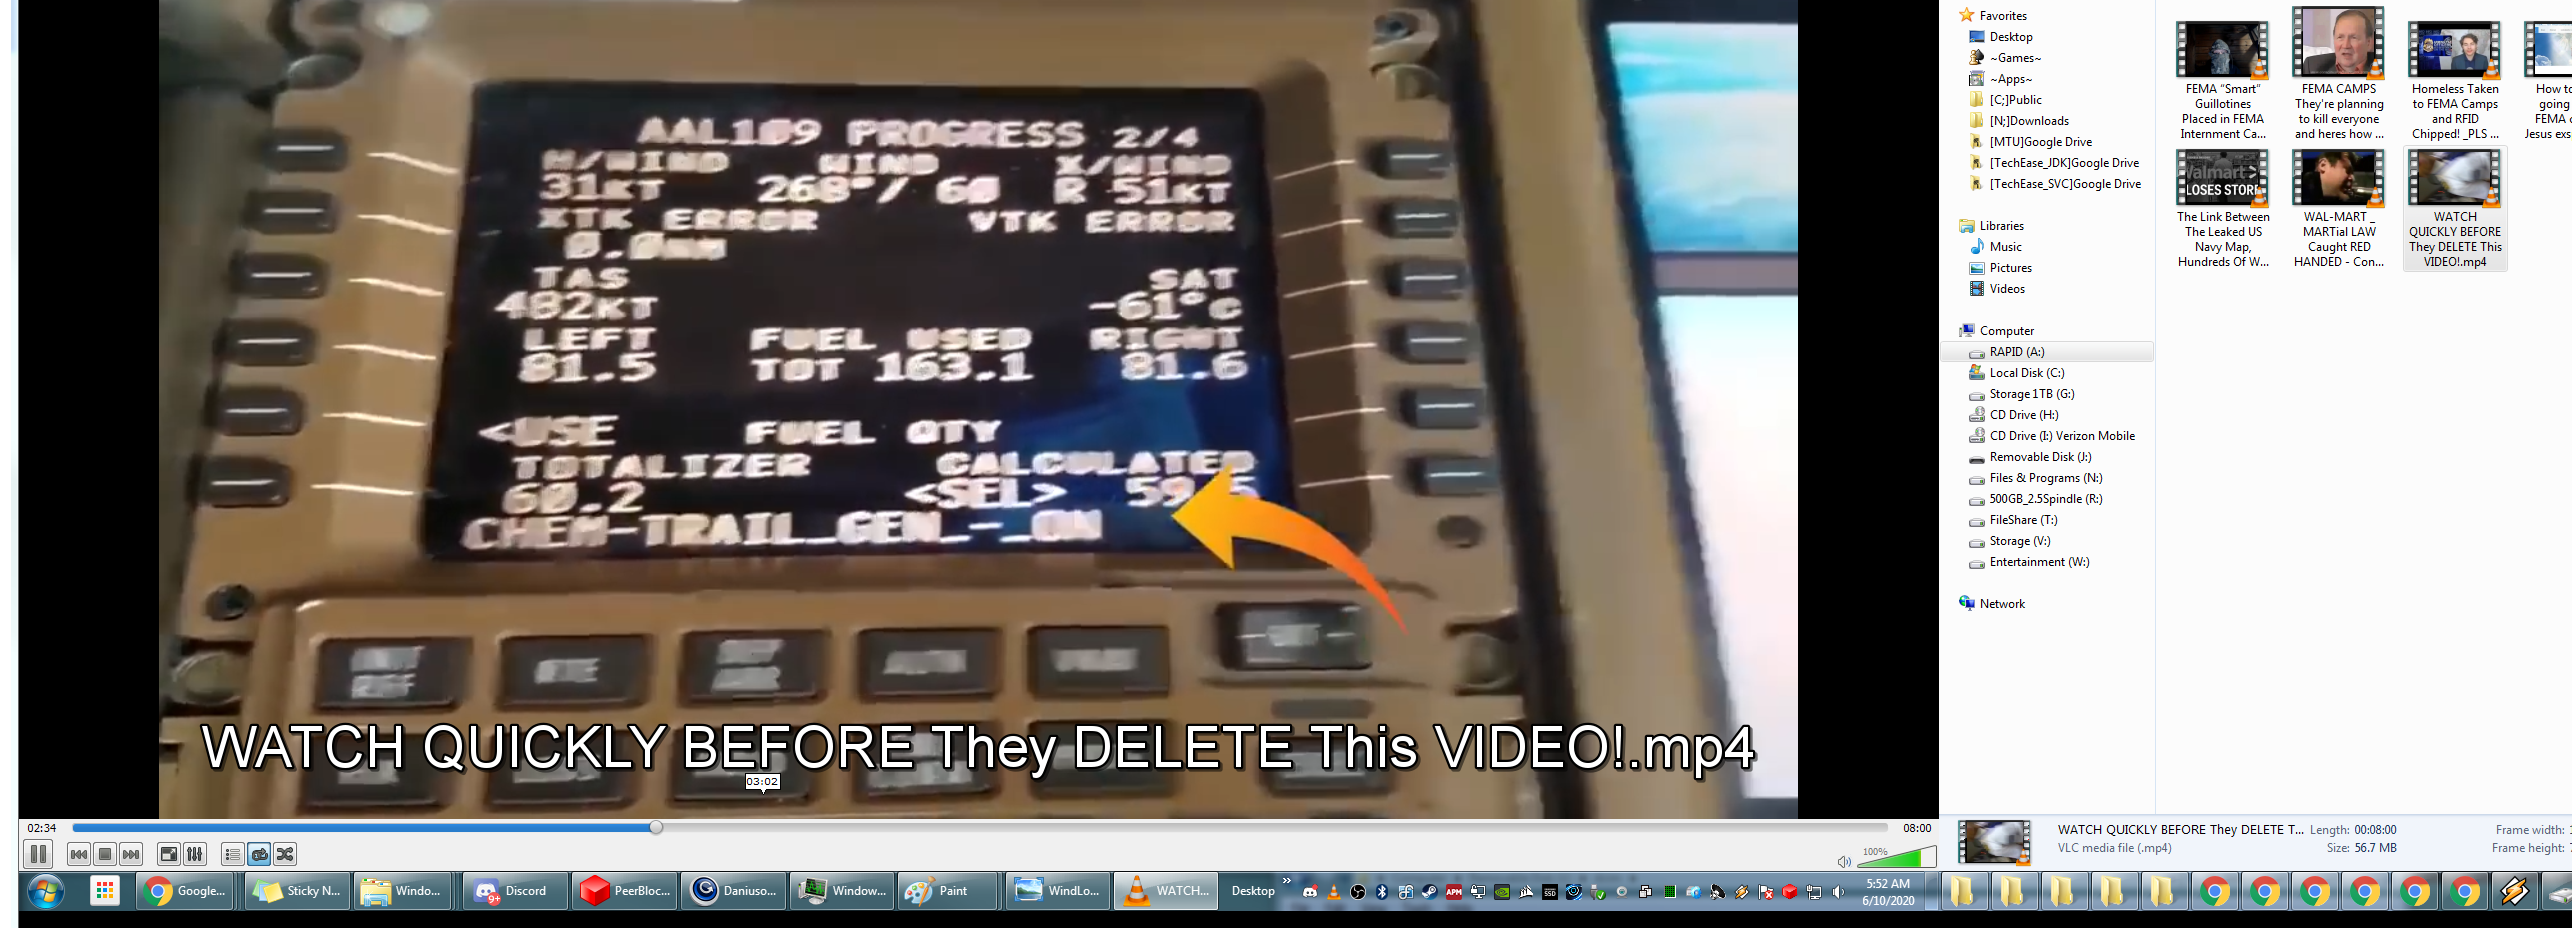 AAL109 PROGRESS 2/4
H/WIND WIND X/WIND
31KT 268°/ 60 R 51KT
XTK ERROR VTK ERROR
0.0NM
TAS SAT
482KT -61°C
LEFT FUEL USED RIGHT
81.5 TOT 163.1 81.6
<USE FUEL QTY
TOTALIZER CALCULATED
60.2 <SEL> 59.5
CHEM-TRAIL_GEN_-_ON
WATCH QUICKLY BEFORE They DELETE This VIDEO!.mp4
03:02
02:34
08:00
100%
Favorites
Desktop
~Games~
~Apps~
[C;]Public
[N;]Downloads
[MTU]Google Drive
[TechEase_JDK]Google Drive
[TechEase_SVC]Google Drive
Libraries
Music
Pictures
Videos
Computer
RAPID (A:)
Local Disk (C:)
Storage 1TB (G:)
CD Drive (H:)
CD Drive (I:) Verizon Mobile
Removable Disk (J:)
Files & Programs (N:)
500GB_2.5Spindle (R:)
FileShare (T:)
Storage (V:)
Entertainment (W:)
Network
FEMA “Smart”
Guillotines
Placed in FEMA
Internment Ca...
FEMA CAMPS
They're planning
to kill everyone
and heres how ...
Homeless Taken
to FEMA Camps
and RFID
Chipped! _PLS ...
How to
going
FEMA
Jesus exs
Walmart
LOSES STORE
The Link Between
The Leaked US
Navy Map,
Hundreds Of W...
WAL-MART _
MARTial LAW
Caught RED
HANDED - Con...
WATCH
QUICKLY BEFORE
They DELETE This
VIDEO!.mp4
WATCH QUICKLY BEFORE They DELETE T... Length: 00:08:00 Frame width:
VLC media file (.mp4) Size: 56.7 MB Frame height:
Google...
Sticky N...
Windo...
9+
Discord
PeerBloc...
Daniuso...
Window...
Paint
WindLo...
WATCH...
Desktop
»
APM
SSD
5:52 AM
6/10/2020